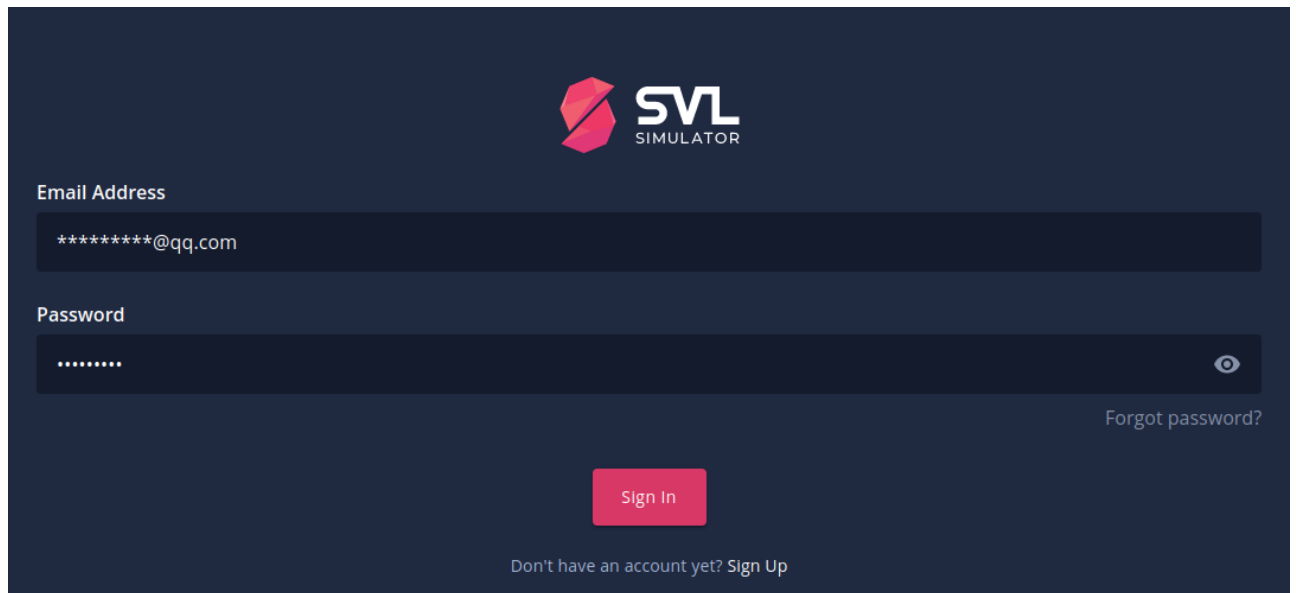 SVL
SIMULATOR
Email Address
*********@qq.com
Password
•••••••••
Forgot password?
Sign In
Don't have an account yet? Sign Up